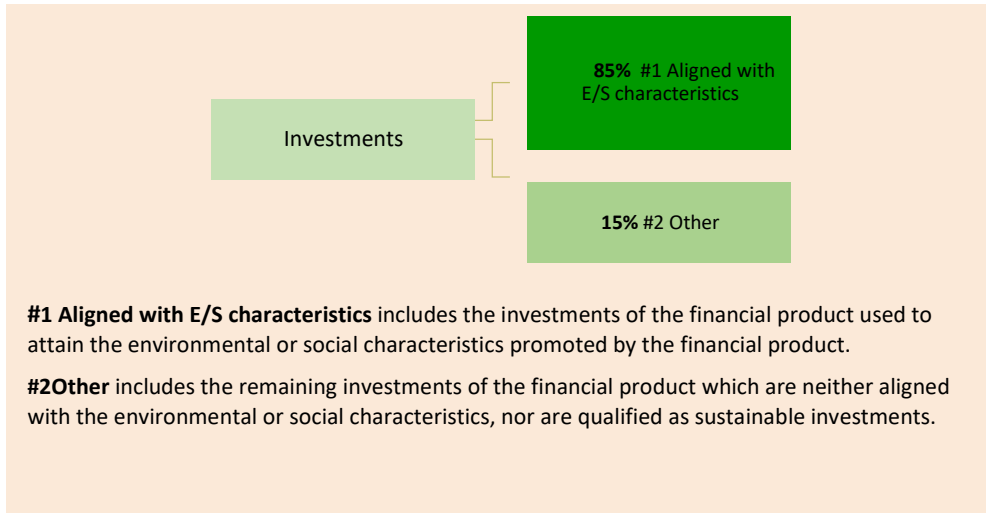 85% #1 Aligned with
E/S characteristics
Investments
15% #2 Other
#1 Aligned with E/S characteristics includes the investments of the financial product used to
attain the environmental or social characteristics promoted by the financial product.
#2Other includes the remaining investments of the financial product which are neither aligned
with the environmental or social characteristics, nor are qualified as sustainable investments.